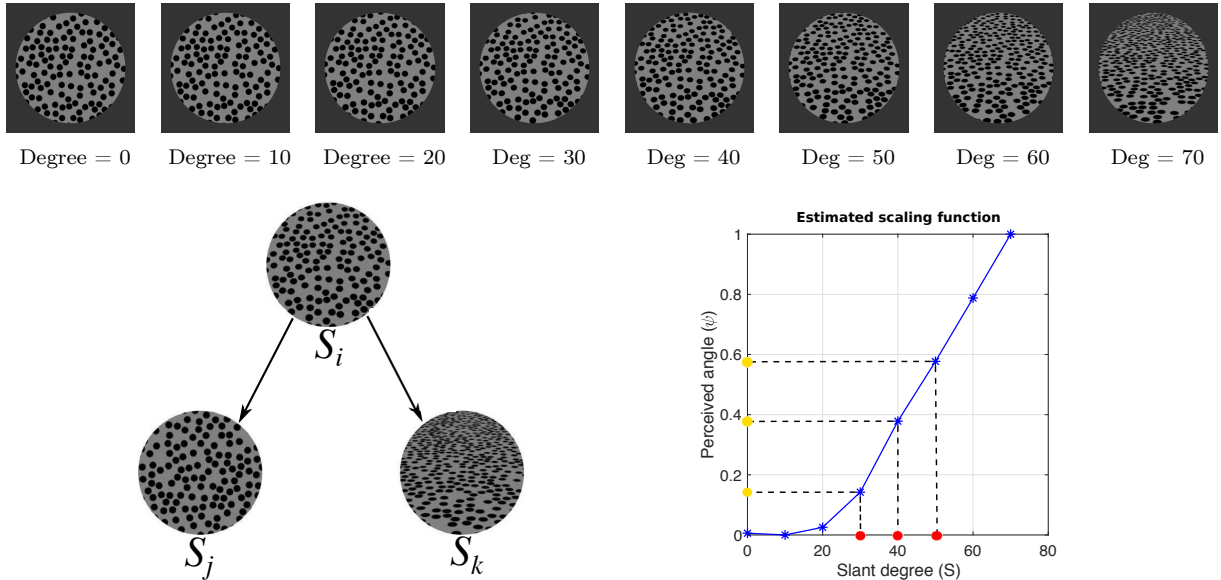 Degree = 0
Degree = 10
Degree = 20
Deg = 30
Deg = 40
Deg = 50
Deg = 60
Deg = 70
S_i
S_j
S_k
Estimated scaling function
Perceived angle (ψ)
1
0.8
0.6
0.4
0.2
0
0
20
40
60
80
Slant degree (S)